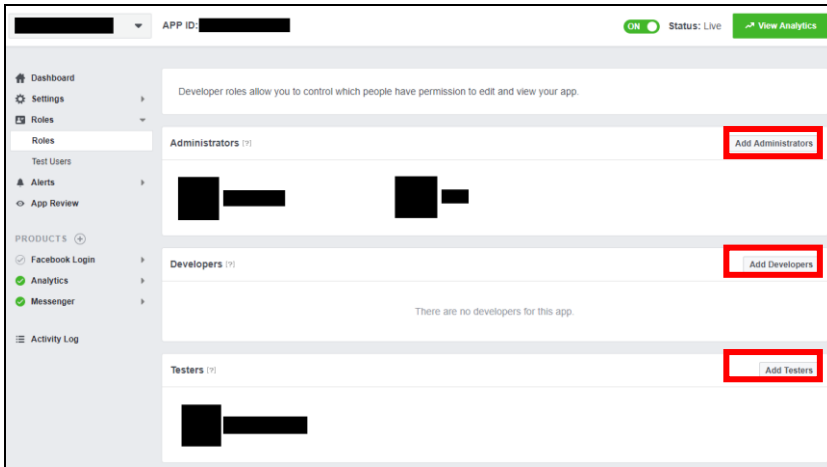 APP ID:
ON Status: Live View Analytics
Dashboard
Settings
Roles
Roles
Test Users
Alerts
App Review
PRODUCTS
Facebook Login
Analytics
Messenger
Activity Log
Developer roles allow you to control which people have permission to edit and view your app.
Administrators [?] Add Administrators
Developers [?] Add Developers
There are no developers for this app.
Testers [?] Add Testers